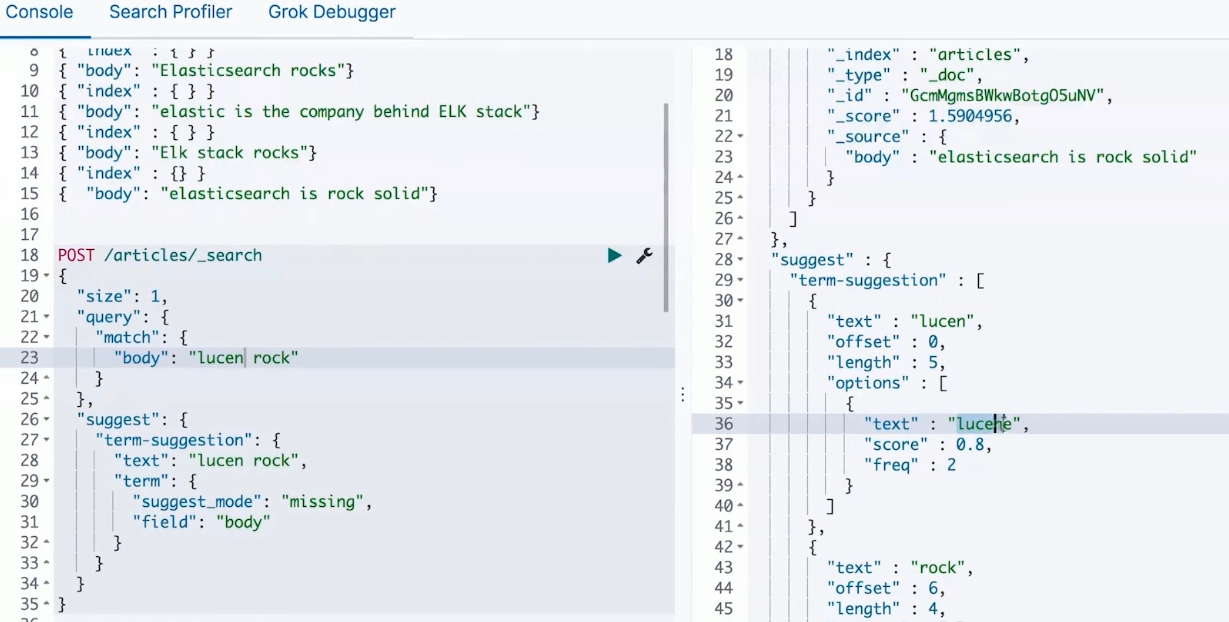 Console Search Profiler Grok Debugger
8 { "index" : { } }
9 { "body": "Elasticsearch rocks"}
10 { "index" : { } }
11 { "body": "elastic is the company behind ELK stack"}
12 { "index" : { } }
13 { "body": "Elk stack rocks"}
14 { "index" : {} }
15 {  "body": "elasticsearch is rock solid"}
16
17
18 POST /articles/_search
19 {
20   "size": 1,
21   "query": {
22     "match": {
23       "body": "lucen rock"
24     }
25   },
26   "suggest": {
27     "term-suggestion": {
28       "text": "lucen rock",
29       "term": {
30         "suggest_mode": "missing",
31         "field": "body"
32       }
33     }
34   }
35 }
18       "_index" : "articles",
19       "_type" : "_doc",
20       "_id" : "GcmMgmsBWkwBotgO5uNV",
21       "_score" : 1.5904956,
22       "_source" : {
23         "body" : "elasticsearch is rock solid"
24       }
25     }
26   ]
27 },
28 "suggest" : {
29   "term-suggestion" : [
30     {
31       "text" : "lucen",
32       "offset" : 0,
33       "length" : 5,
34       "options" : [
35         {
36           "text" : "lucene",
37           "score" : 0.8,
38           "freq" : 2
39         }
40       ]
41     },
42     {
43       "text" : "rock",
44       "offset" : 6,
45       "length" : 4,